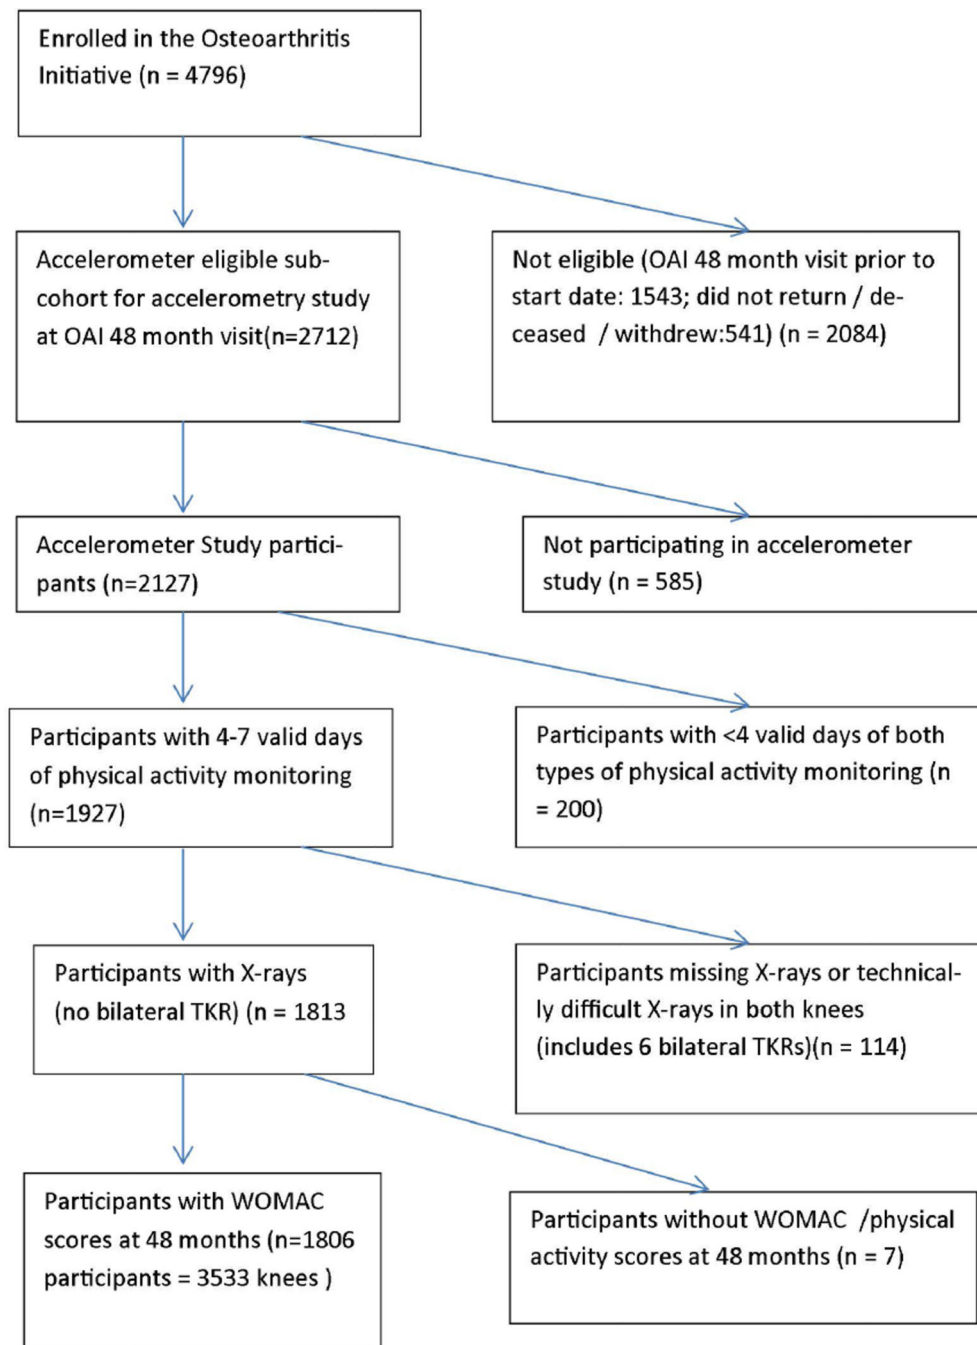 Enrolled in the Osteoarthritis
Initiative (n = 4796)
Accelerometer eligible sub-
cohort for accelerometry study
at OAI 48 month visit(n=2712)
Not eligible (OAI 48 month visit prior to
start date: 1543; did not return / de-
ceased  / withdrew:541) (n = 2084)
Accelerometer Study partici-
pants (n=2127)
Not participating in accelerometer
study (n = 585)
Participants with 4-7 valid days
of physical activity monitoring
(n=1927)
Participants with <4 valid days of both
types of physical activity monitoring (n
= 200)
Participants with X-rays
(no bilateral TKR) (n = 1813
Participants missing X-rays or technical-
ly difficult X-rays in both knees
(includes 6 bilateral TKRs)(n = 114)
Participants with WOMAC
scores at 48 months (n=1806
participants = 3533 knees )
Participants without WOMAC  /physical
activity scores at 48 months (n = 7)